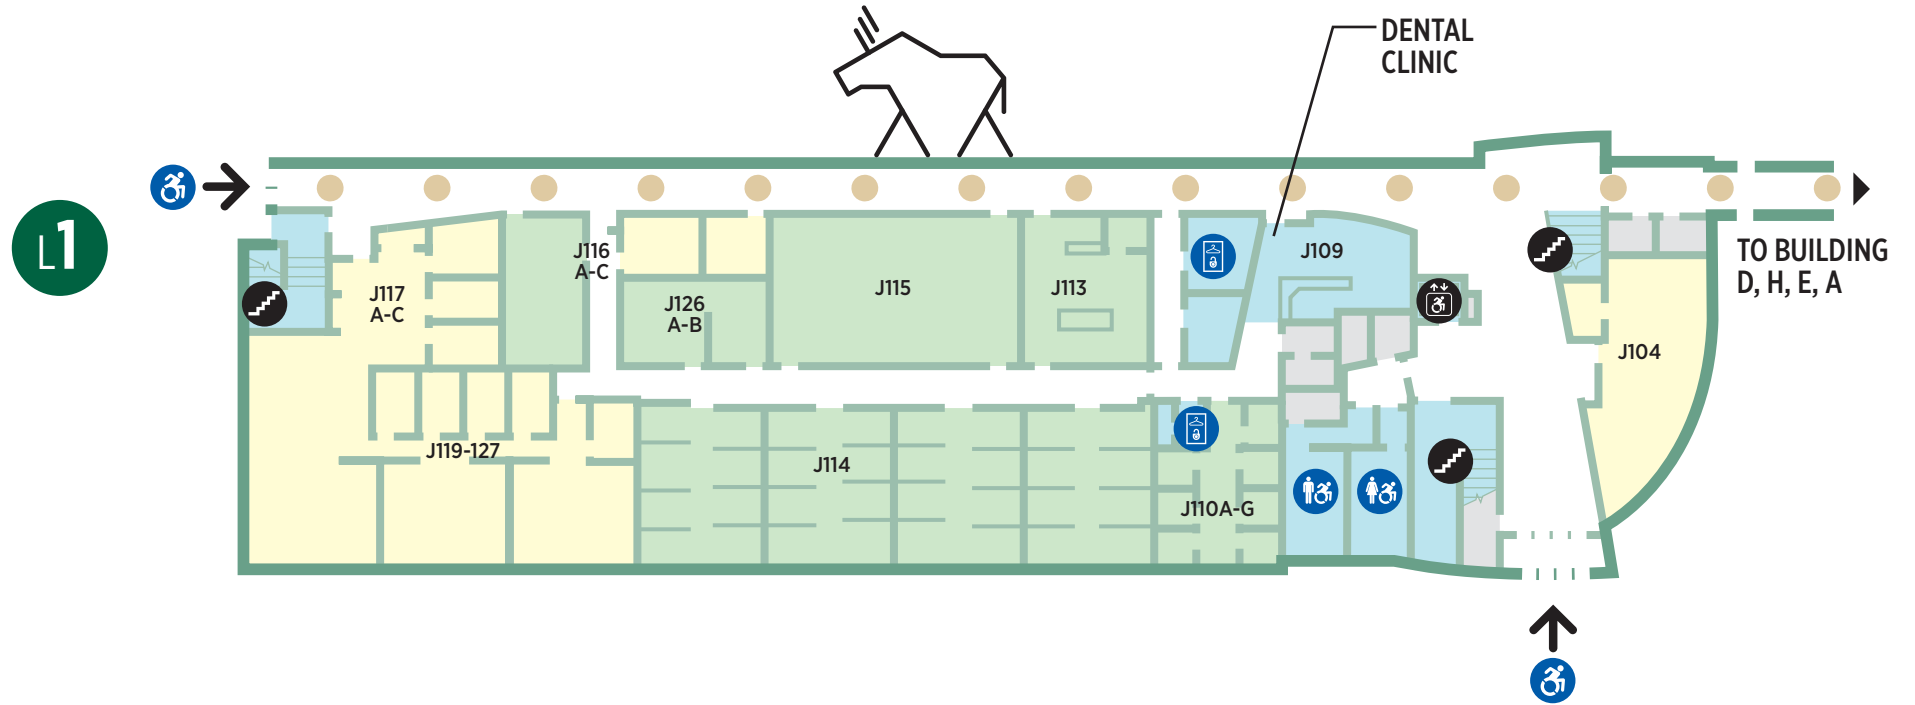 DENTAL
CLINIC
L1
TO BUILDING
D, H, E, A
J116
A-C
J109
J117
A-C
J126
A-B
J115
J113
J104
J119-127
J114
J110A-G